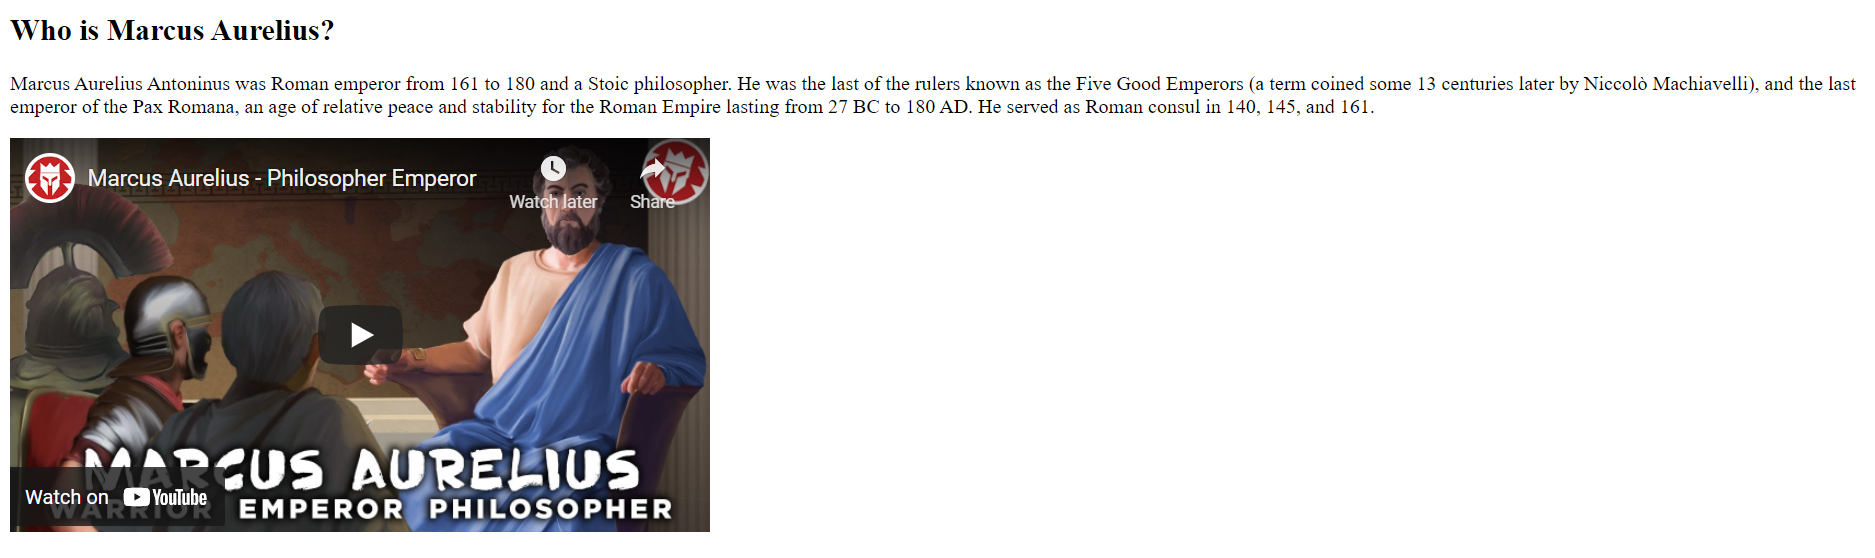 Who is Marcus Aurelius?
Marcus Aurelius Antoninus was Roman emperor from 161 to 180 and a Stoic philosopher. He was the last of the rulers known as the Five Good Emperors (a term coined some 13 centuries later by Niccolò Machiavelli), and the last
emperor of the Pax Romana, an age of relative peace and stability for the Roman Empire lasting from 27 BC to 180 AD. He served as Roman consul in 140, 145, and 161.
Marcus Aurelius - Philosopher Emperor
Watch later
Share
MARCUS AURELIUS
WARRIOR EMPEROR PHILOSOPHER
Watch on YouTube